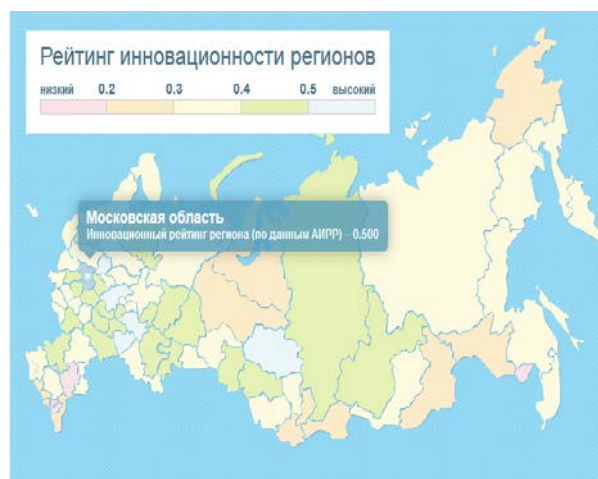 Рейтинг инновационности регионов
низкий 0.2 0.3 0.4 0.5 высокий
Московская область
Инновационный рейтинг региона (по данным АИРР) – 0.500